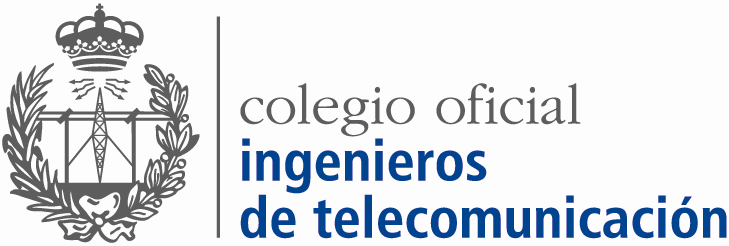 colegio oficial
ingenieros
de telecomunicación